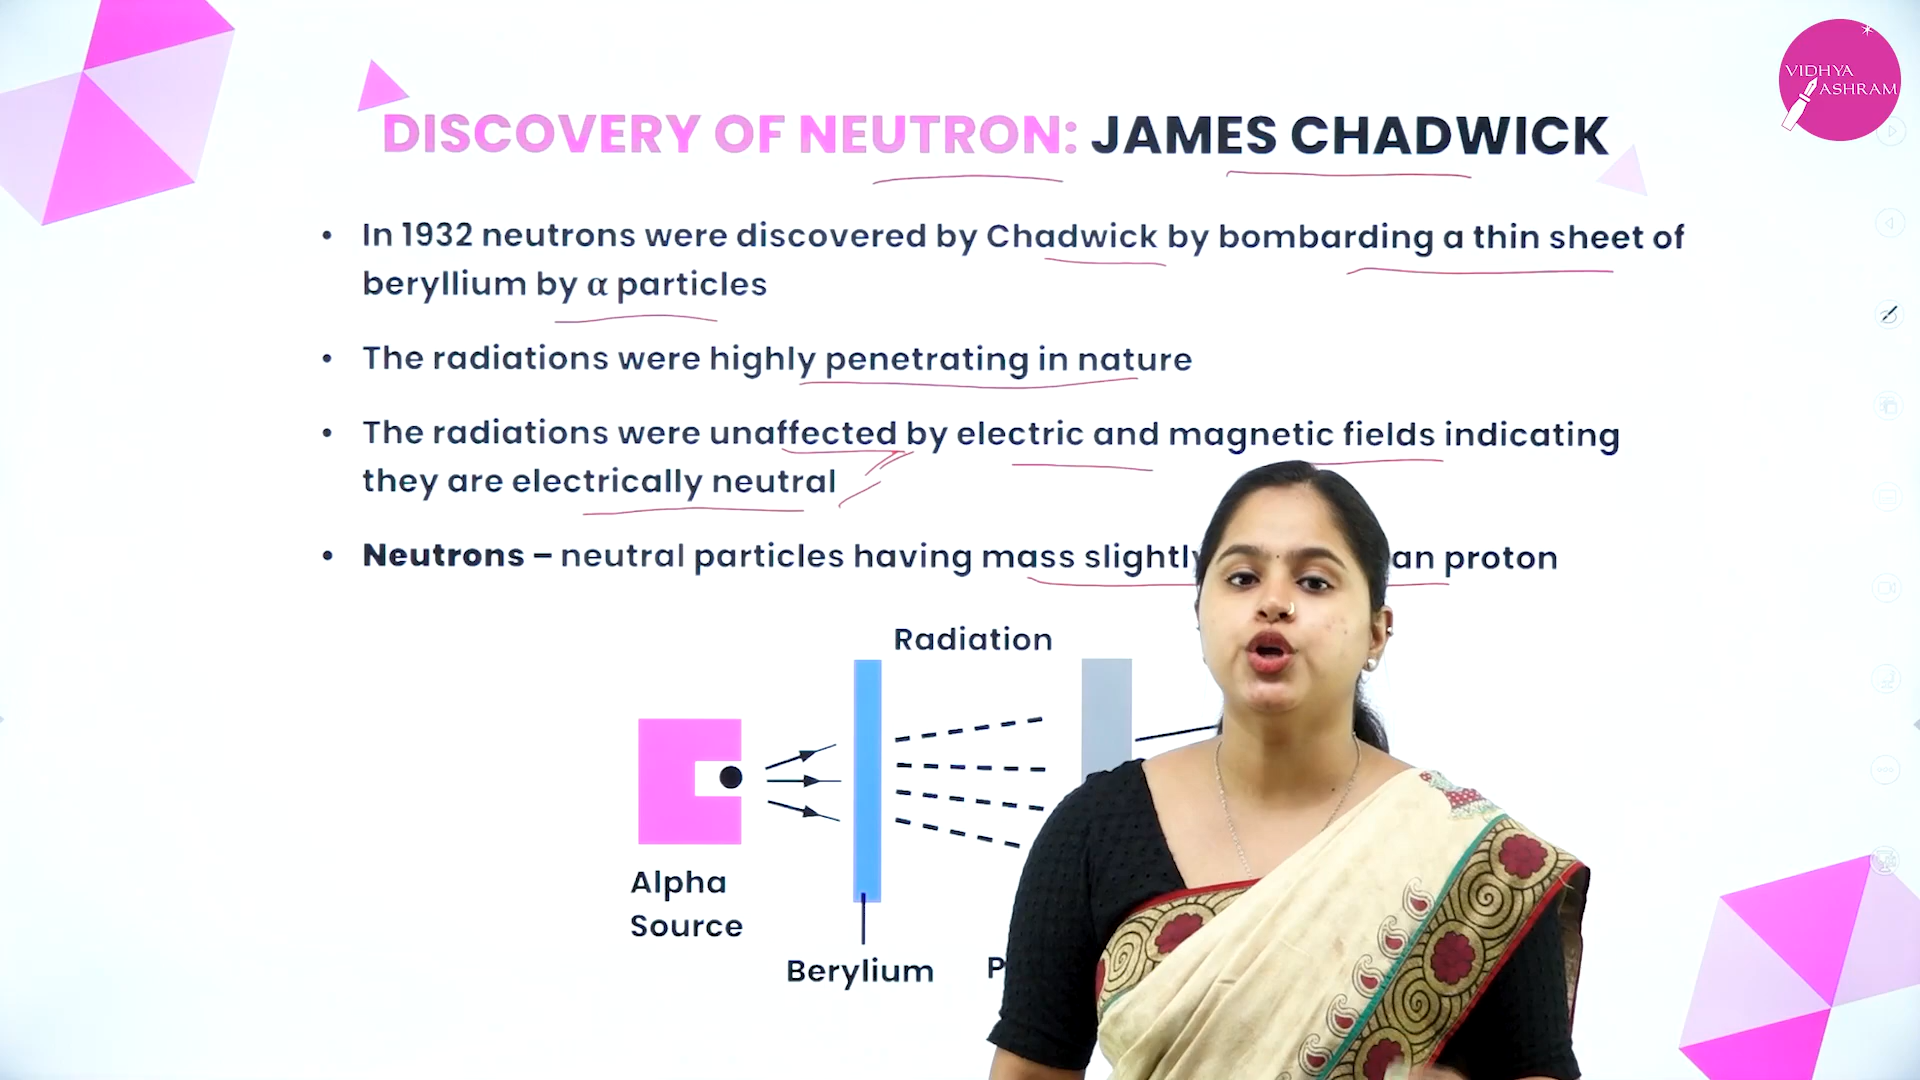 VIDHYA
ASHRAM
DISCOVERY OF NEUTRON: JAMES CHADWICK
• In 1932 neutrons were discovered by Chadwick by bombarding a thin sheet of
beryllium by α particles
• The radiations were highly penetrating in nature
• The radiations were unaffected by electric and magnetic fields indicating
they are electrically neutral
• Neutrons – neutral particles having mass slightly proton
Radiation
Alpha
Source
Berylium